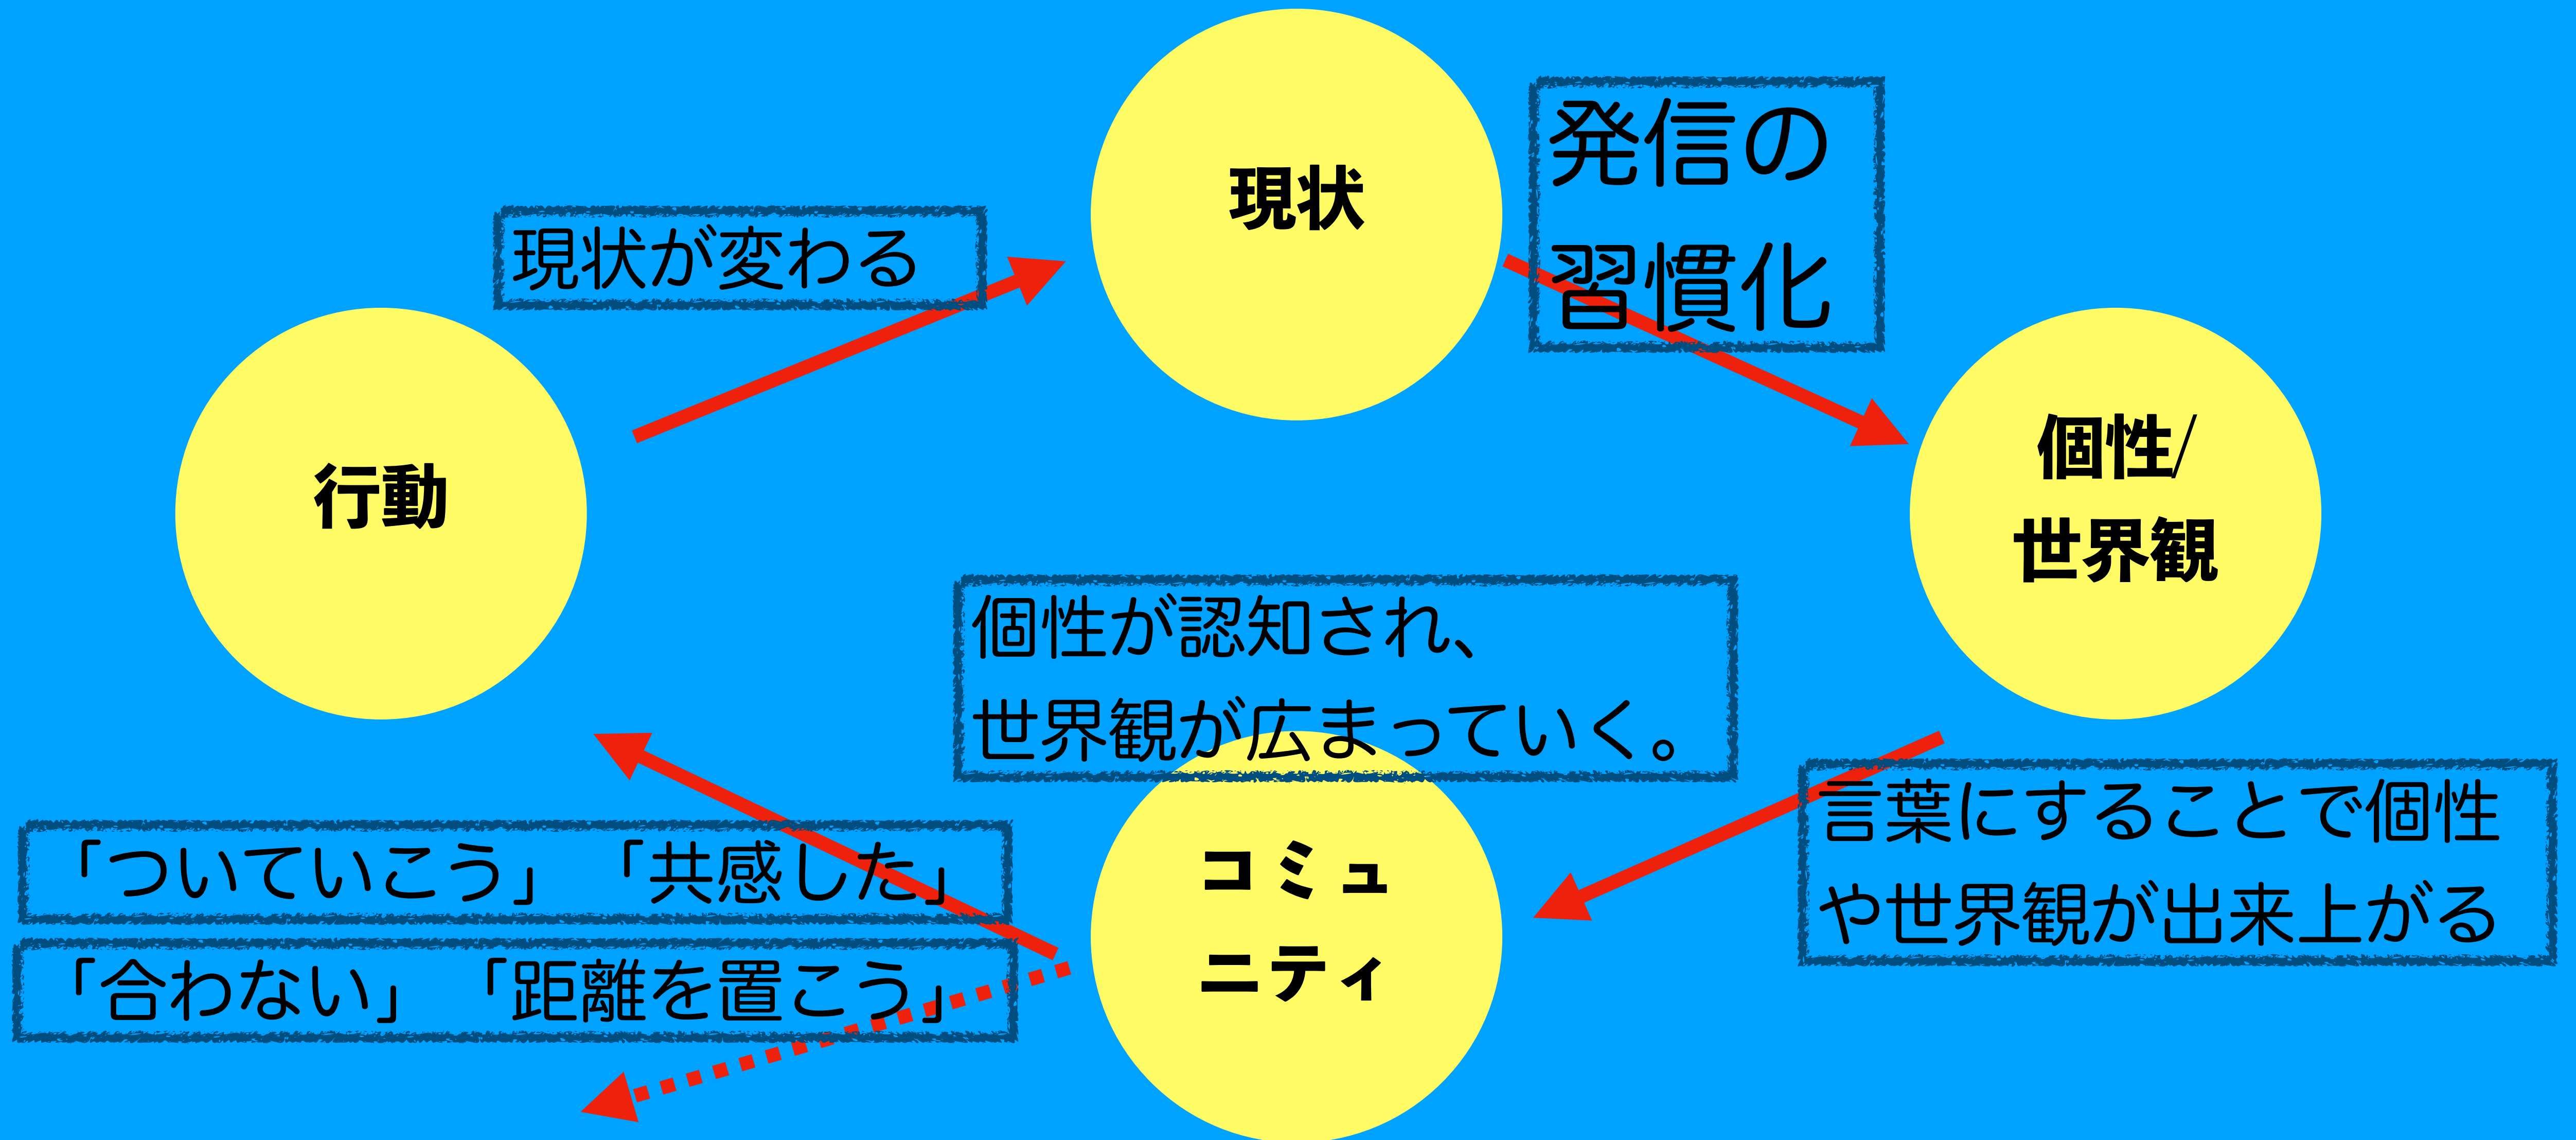 現状
発信の
習慣化
現状が変わる
行動
個性/
世界観
個性が認知され、
世界観が広まっていく。
言葉にすることで個性
や世界観が出来上がる
コミュ
ニティ
「ついていこう」「共感した」
「合わない」「距離を置こう」